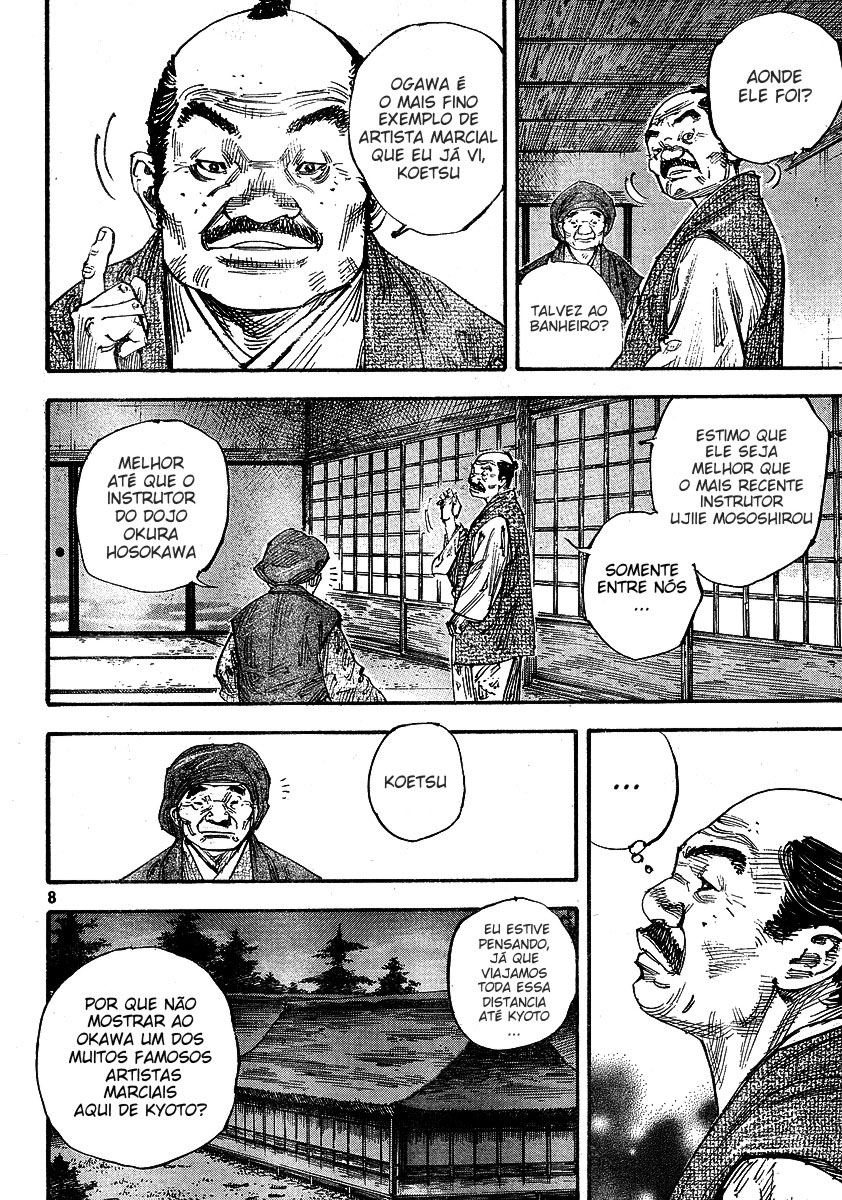 AONDE
ELE FOI?
TALVEZ AO
BANHEIRO?
OGAWA É
O MAIS FINO
EXEMPLO DE
ARTISTA MARCIAL
QUE EU JÁ VI,
KOETSU
ESTIMO QUE
ELE SEJA
MELHOR QUE
O MAIS RECENTE
INSTRUTOR
UJIIE MOSOSHIROU
SOMENTE
ENTRE NÓS
...
MELHOR
ATÉ QUE O
INSTRUTOR
DO DOJO
OKURA
HOSOKAWA
...
KOETSU
8
EU ESTIVE
PENSANDO,
JÁ QUE
VIAJAMOS
TODA ESSA
DISTANCIA
ATÉ KYOTO
...
POR QUE NÃO
MOSTRAR AO
OKAWA UM DOS
MUITOS FAMOSOS
ARTISTAS
MARCIAIS
AQUI DE KYOTO?